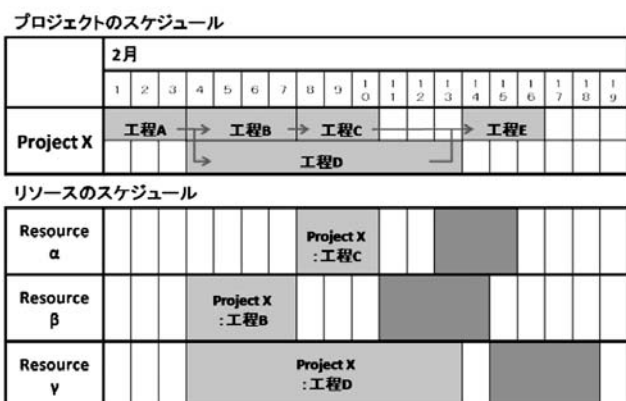 プロジェクトのスケジュール
2月
1 2 3 4 5 6 7 8 9 10 11 12 13 14 15 16 17 18 19
Project X
工程A
工程B
工程C
工程E
工程D
リソースのスケジュール
Resource
α
Project X
:工程C
Resource
β
Project X
:工程B
Resource
γ
Project X
:工程D